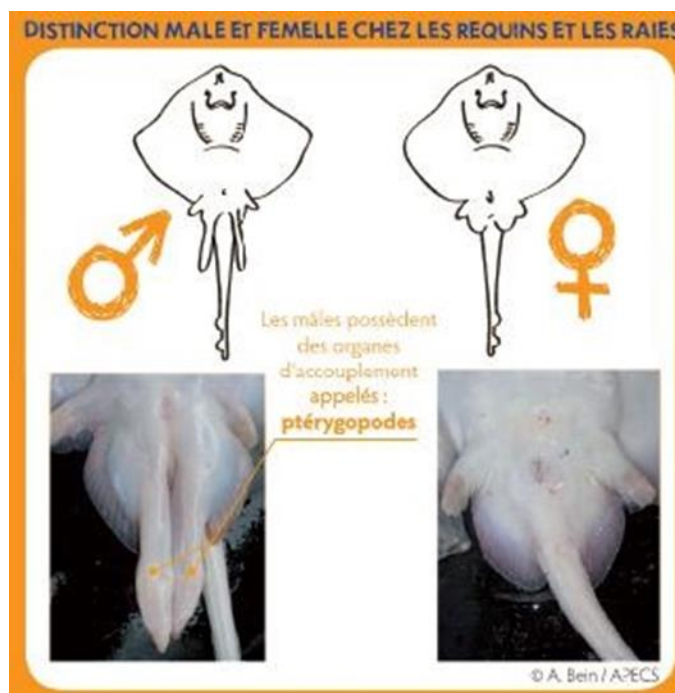 DISTINCTION MALE ET FEMELLE CHEZ LES REQUINS ET LES RAIES
Les mâles possèdent
des organes
d'accouplement
appelés :
ptérygopodes
© A. Bein / APECS